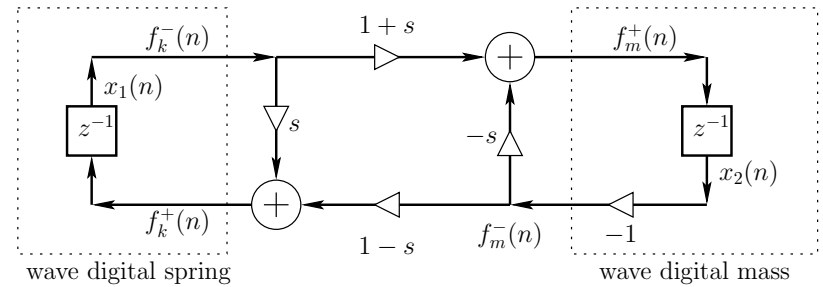 1 + s
f_k^-(n)
f_m^+(n)
x_1(n)
z^{-1}
s
-s
z^{-1}
x_2(n)
f_k^+(n)
1 - s
f_m^-(n)
-1
wave digital spring
wave digital mass